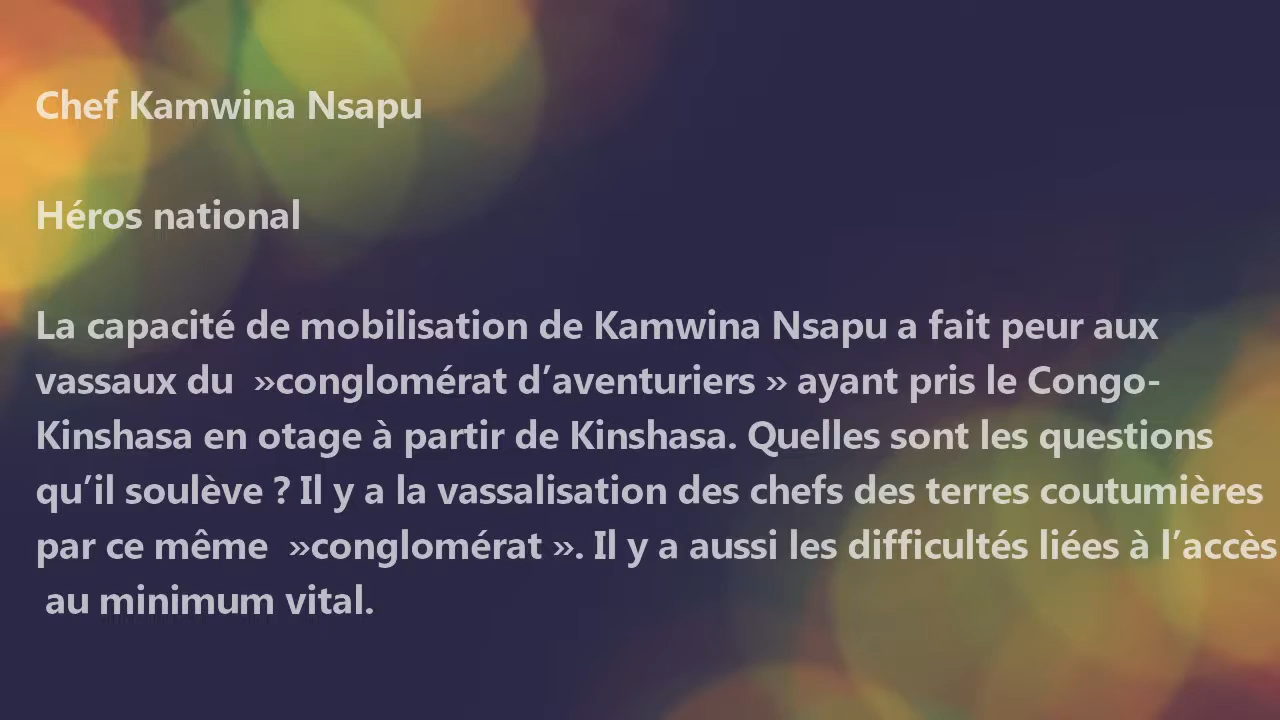 Chef Kamwina Nsapu
Héros national
La capacité de mobilisation de Kamwina Nsapu a fait peur aux
vassaux du  »conglomérat d’aventuriers » ayant pris le Congo-
Kinshasa en otage à partir de Kinshasa. Quelles sont les questions
qu’il soulève ? Il y a la vassalisation des chefs des terres coutumières
par ce même  »conglomérat ». Il y a aussi les difficultés liées à l’accès
au minimum vital.